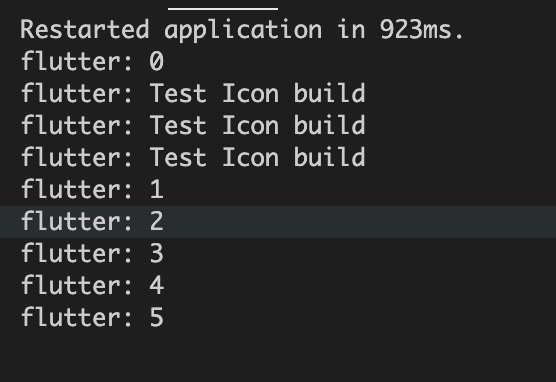 Restarted application in 923ms.
flutter: 0
flutter: Test Icon build
flutter: Test Icon build
flutter: Test Icon build
flutter: 1
flutter: 2
flutter: 3
flutter: 4
flutter: 5